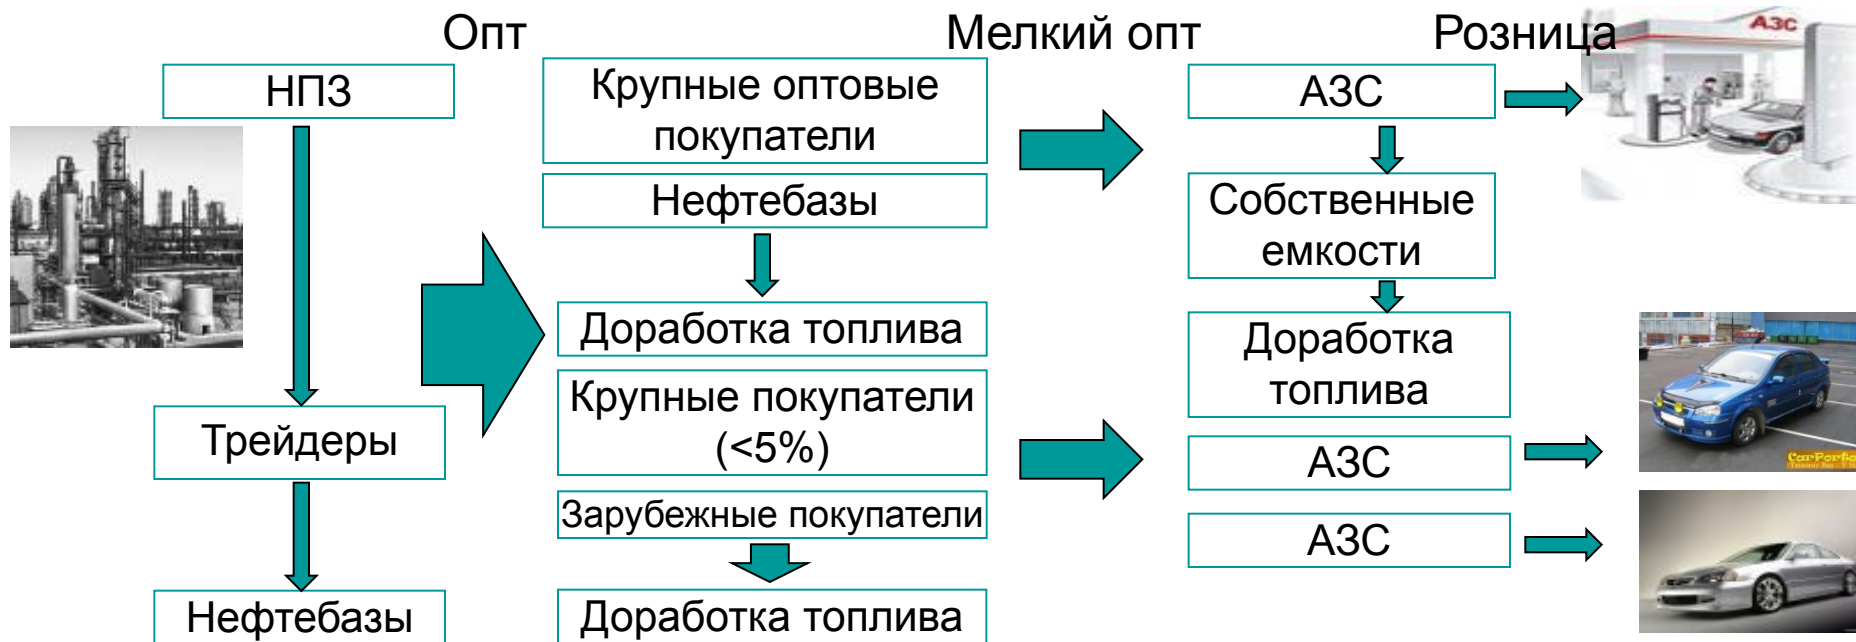 Опт
Мелкий опт
Розница
НПЗ
Трейдеры
Нефтебазы
Крупные оптовые
покупатели
Нефтебазы
Доработка топлива
Крупные покупатели
(<5%)
Зарубежные покупатели
Доработка топлива
АЗС
Собственные
емкости
Доработка
топлива
АЗС
АЗС
АЗС
CarPorta